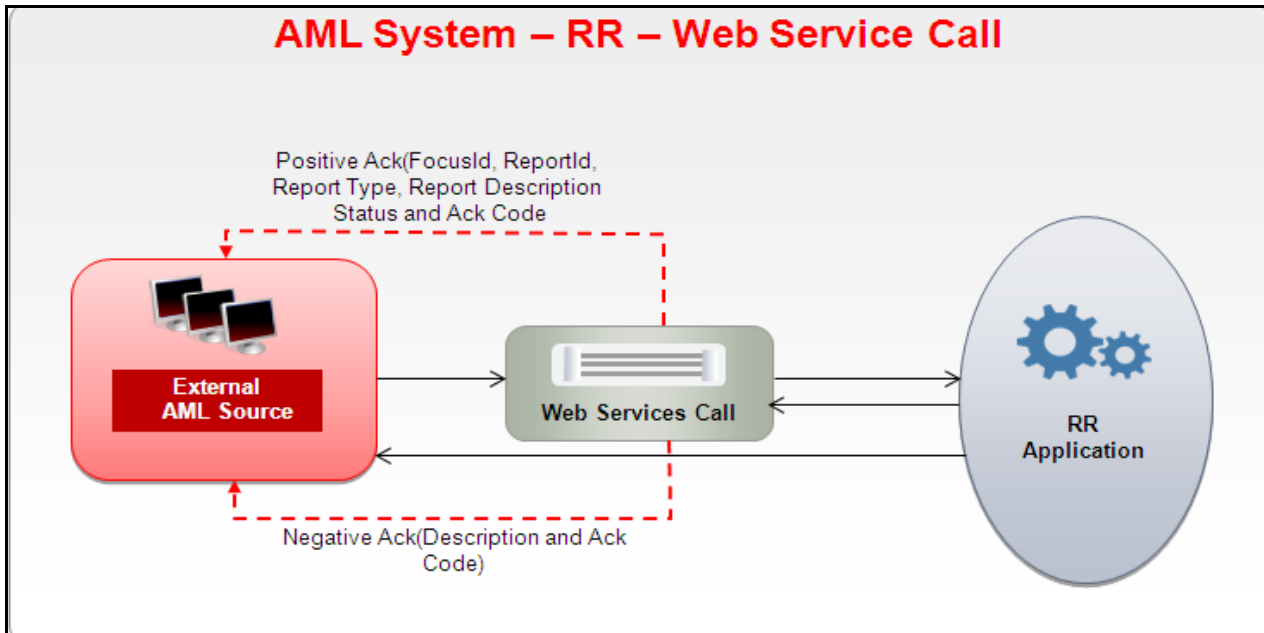 AML System – RR – Web Service Call
Positive Ack(FocusId, ReportId,
Report Type, Report Description
Status and Ack Code
External
AML Source
Web Services Call
RR
Application
Negative Ack(Description and Ack
Code)